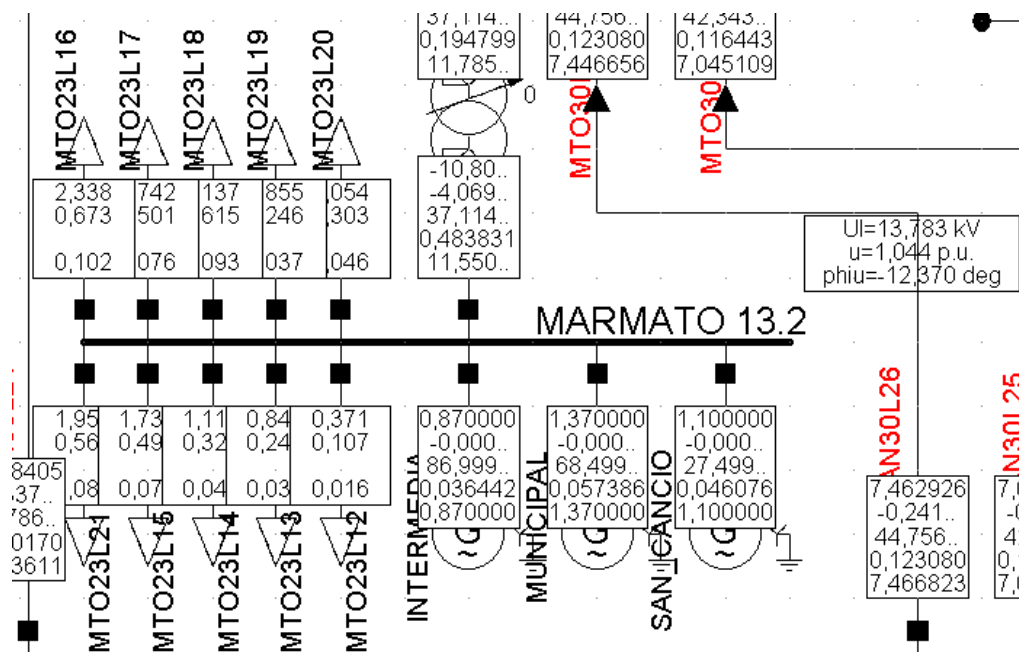 MTO23L16
MTO23L17
MTO23L18
MTO23L19
MTO23L20
37,114..
0,194799
11,785..
44,756..
0,123080
7,446656
42,343..
0,116443
7,045109
0
MTO30
MTO30
2,338
0,673
0,102
742
501
076
137
615
093
855
246
037
,054
,303
,046
-10,80..
-4,069..
37,114..
0,483831
11,550..
Ul=13,783 kV
u=1,044 p.u.
phiu=-12,370 deg
MARMATO 13.2
1,95
0,56
,08
1,73
0,49
0,07
1,11
0,32
0,04
0,84
0,24
0,03
0,371
0,107
0,016
0,870000
-0,000..
86,999..
0,036442
0,870000
1,370000
-0,000..
68,499..
0,057386
1,370000
1,100000
-0,000..
27,499..
0,046076
1,100000
8405
37..
786..
0170
3611
MTO23L21
MTO23L15
MTO23L14
MTO23L13
MTO23L12
INTERMEDIA
MUNICIPAL
SAN_CANCIO
~G
~G
~G
AN30L26
N30L25
7,462926
-0,241..
44,756..
0,123080
7,466823